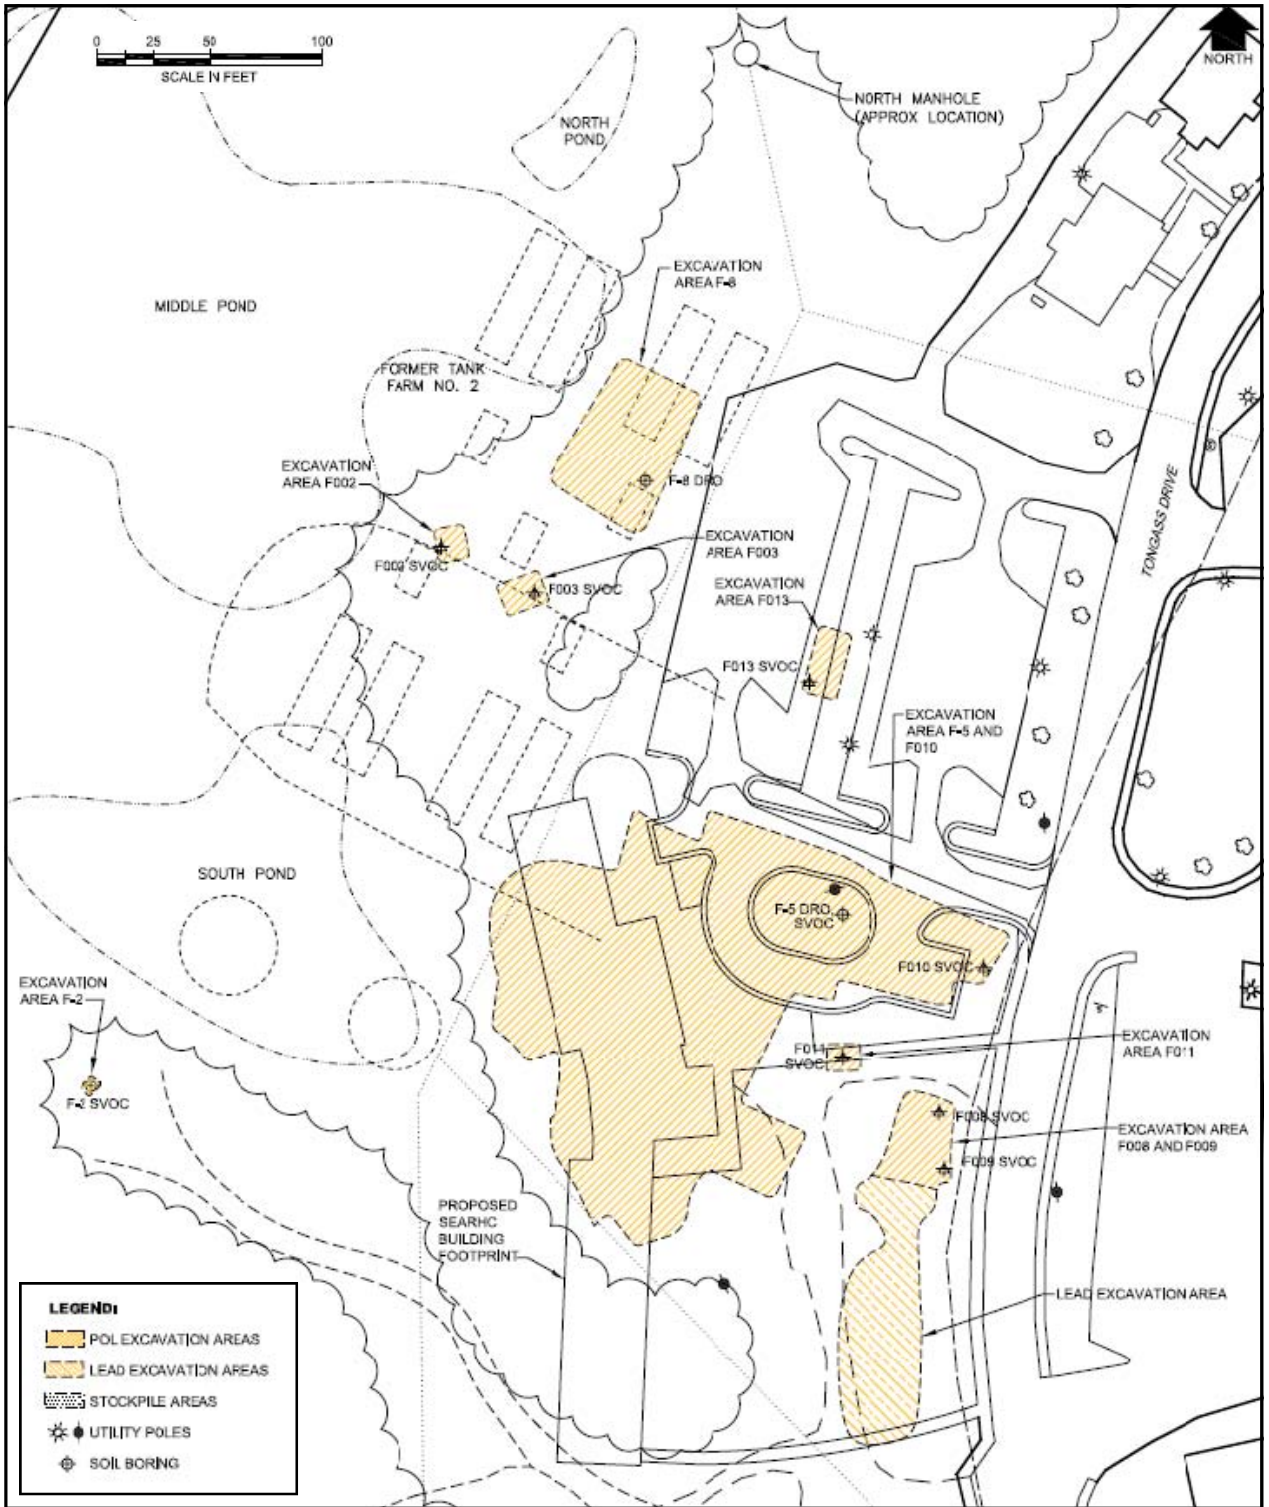 0 25 50 100
SCALE IN FEET
NORTH
NORTH MANHOLE
(APPROX LOCATION)
NORTH
POND
EXCAVATION
AREA F-8
MIDDLE POND
FORMER TANK
FARM NO. 2
EXCAVATION
AREA F002
F-8 DRO
EXCAVATION
AREA F003
F002 SVOC
F003 SVOC
EXCAVATION
AREA F013
F013 SVOC
TONGASS DRIVE
EXCAVATION
AREA F-5 AND
F010
SOUTH POND
F-5 DRO,
SVOC
F010 SVOC
EXCAVATION
AREA F-2
F-2 SVOC
F011
SVOC
EXCAVATION
AREA F011
F008 SVOC
EXCAVATION AREA
F008 AND F009
F009 SVOC
PROPOSED
SEARHC
BUILDING
FOOTPRINT
LEAD EXCAVATION AREA
LEGEND:
POL EXCAVATION AREAS
LEAD EXCAVATION AREAS
STOCKPILE AREAS
UTILITY POLES
SOIL BORING